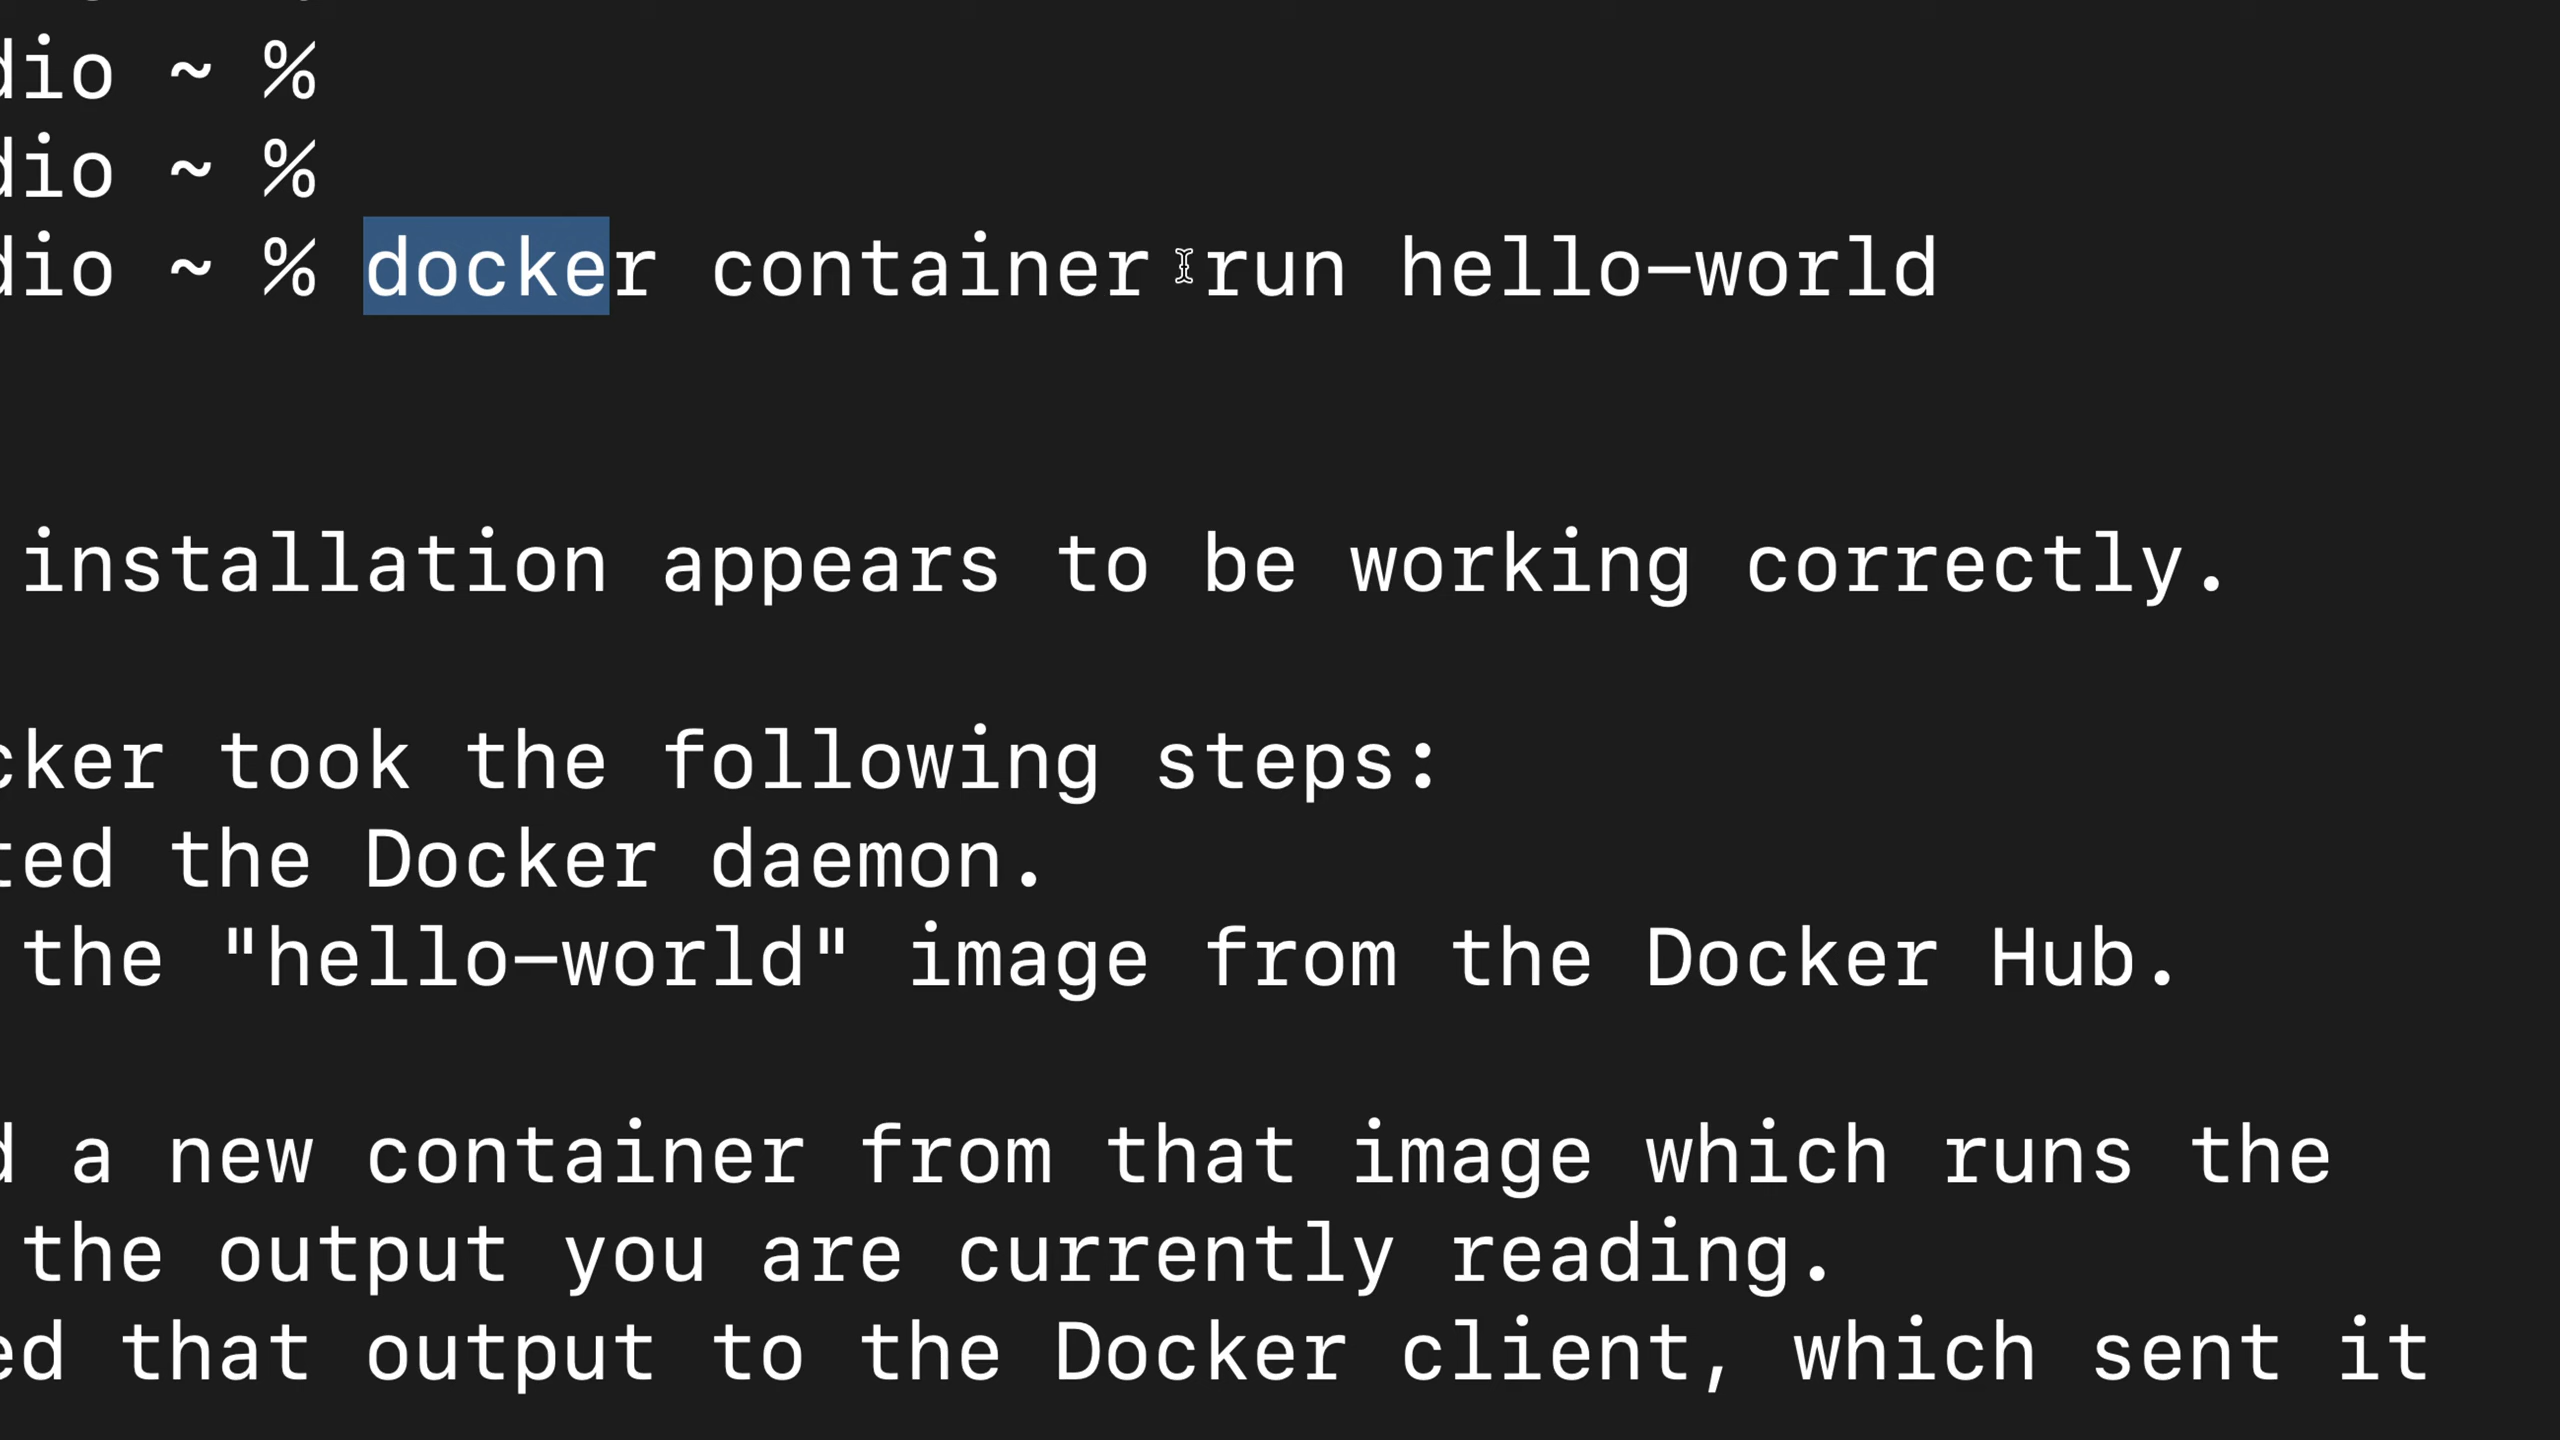 dio ~ %
dio ~ %
dio ~ % docker container run hello-world
installation appears to be working correctly.
cker took the following steps:
ted the Docker daemon.
the "hello-world" image from the Docker Hub.
d a new container from that image which runs the
the output you are currently reading.
ed that output to the Docker client, which sent it